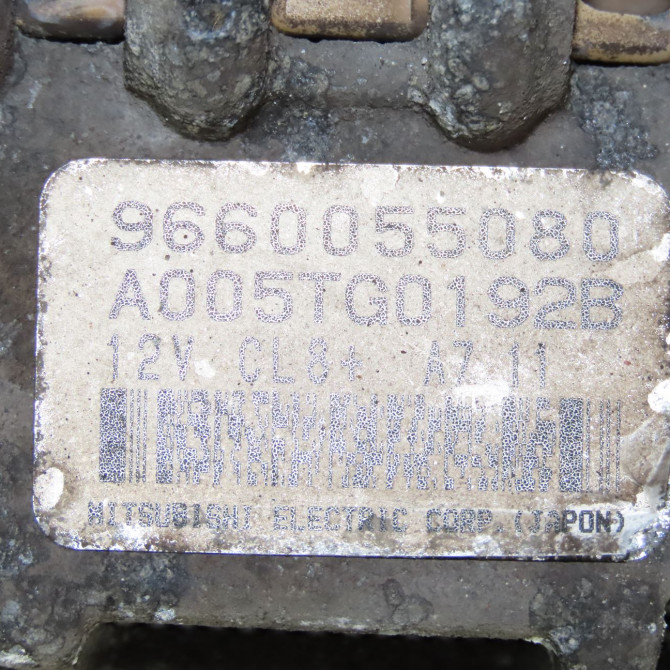 9660055080
A005TG0192B
12V CL8+ A7 11
MITSUBISHI ELECTRIC CORP.(JAPON)